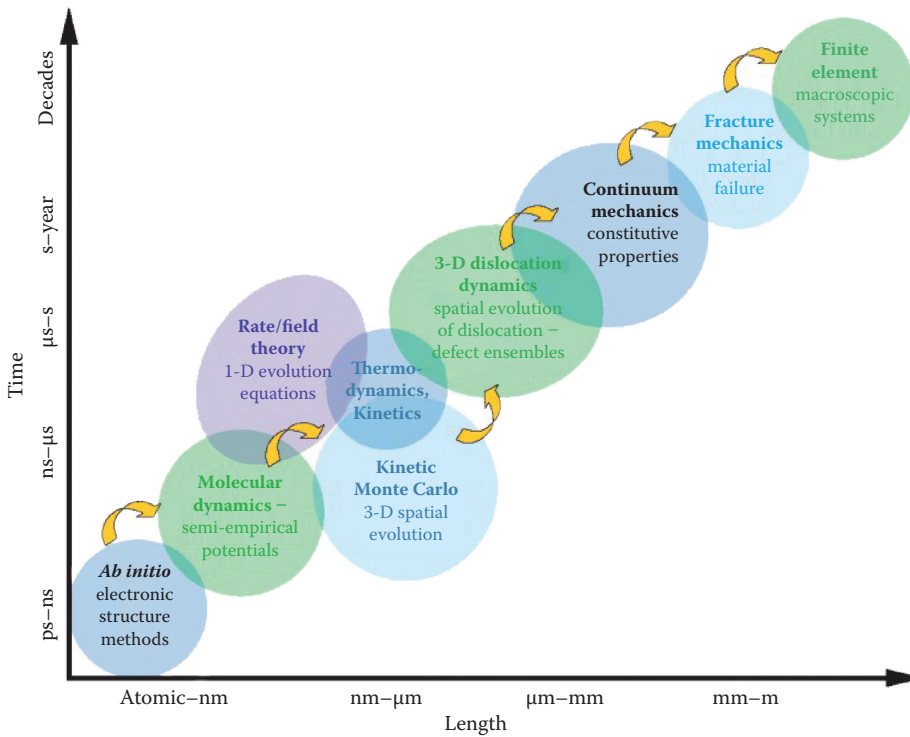 Time
Decades
s–year
μs–s
ns–μs
ps–ns
Finite
element
macroscopic
systems
Fracture
mechanics
material
failure
Continuum
mechanics
constitutive
properties
3-D dislocation
dynamics
spatial evolution
of dislocation –
defect ensembles
Rate/field
theory
1-D evolution
equations
Thermo-
dynamics,
Kinetics
Kinetic
Monte Carlo
3-D spatial
evolution
Molecular
dynamics –
semi-empirical
potentials
Ab initio
electronic
structure
methods
Atomic–nm
nm–μm
μm–mm
mm–m
Length